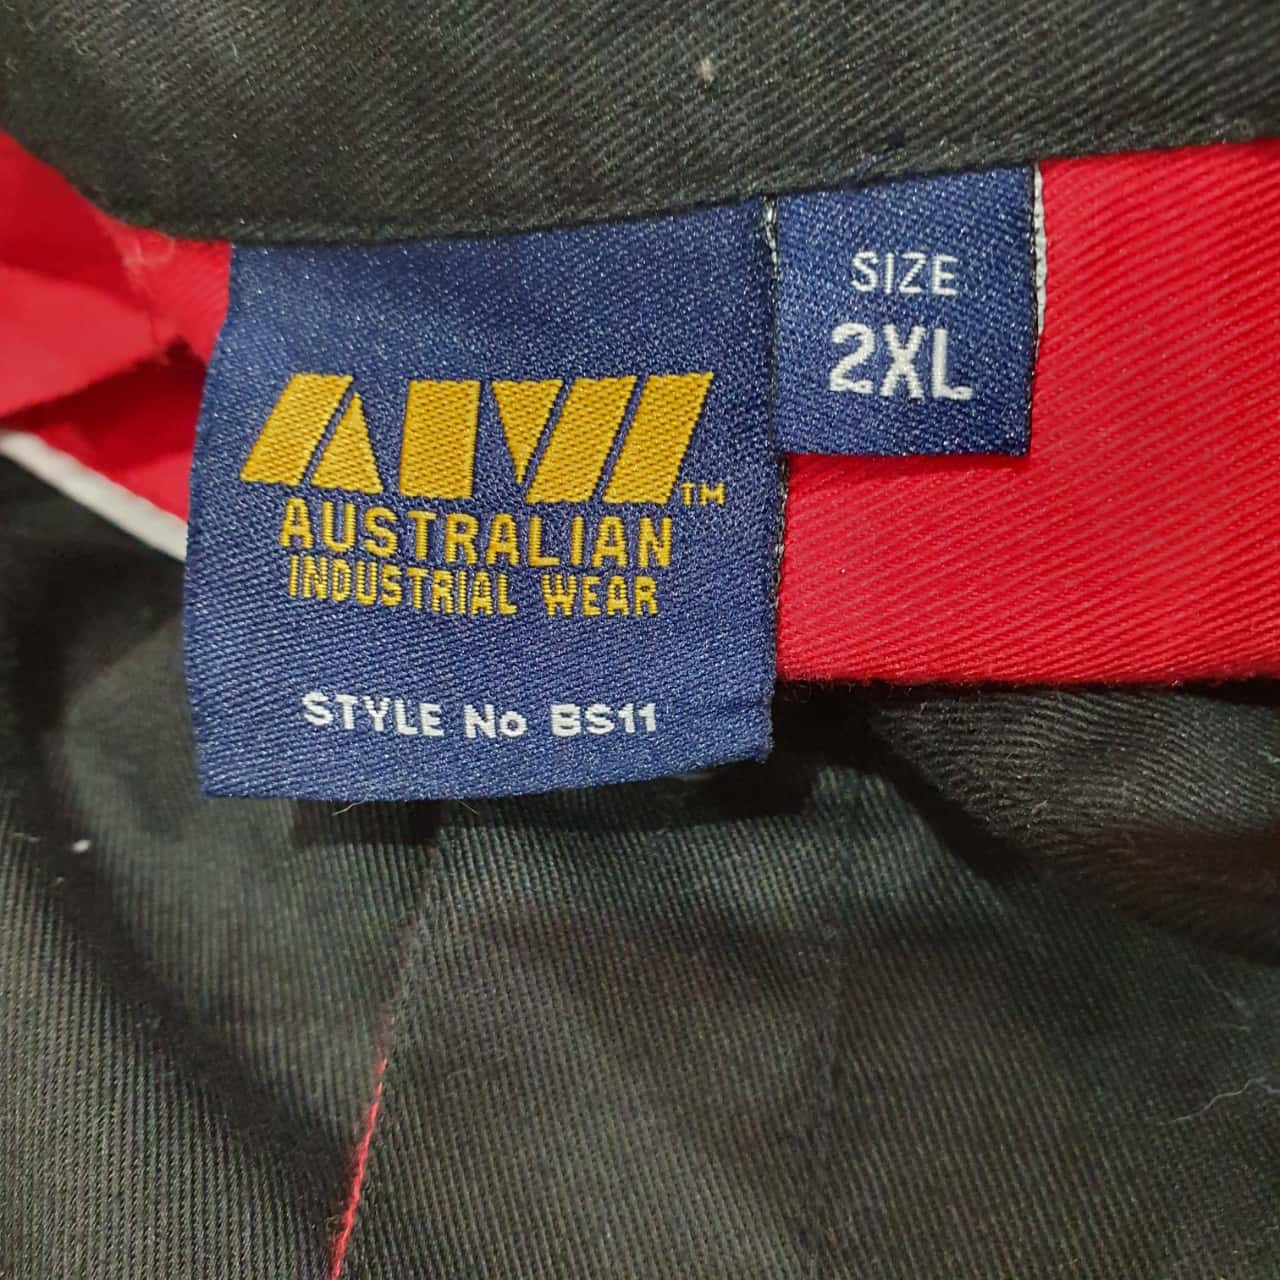 AIW™
AUSTRALIAN
INDUSTRIAL WEAR
STYLE No BS11
SIZE
2XL